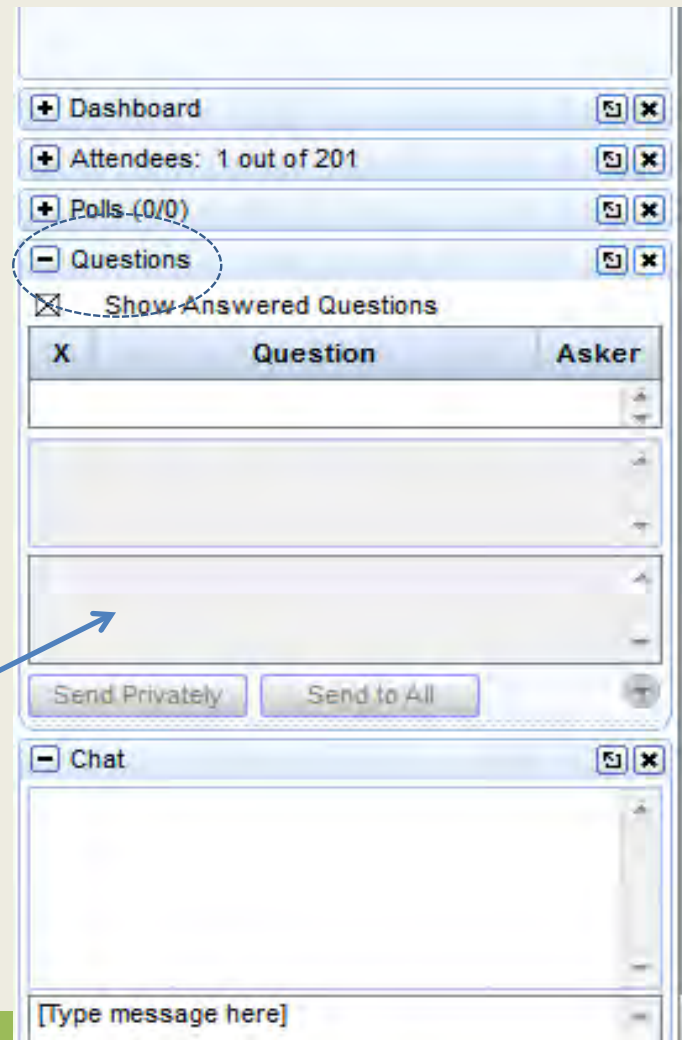 Dashboard
Attendees: 1 out of 201
Polls (0/0)
Questions
Show Answered Questions
X Question Asker
Send Privately Send to All
Chat
[Type message here]